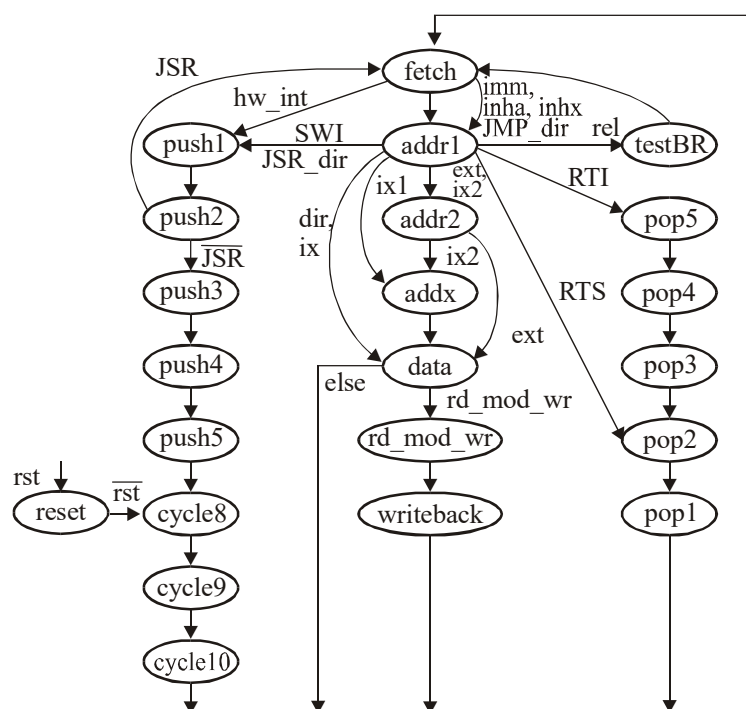 JSR
fetch
imm,
inha, inhx
JMP_dir
hw_int
rel
push1
SWI
JSR_dir
addr1
testBR
ix1
ext,
ix2
RTI
push2
dir,
ix
addr2
pop5
JSR
ix2
push3
addx
RTS
pop4
ext
push4
else
data
pop3
rd_mod_wr
push5
rd_mod_wr
pop2
rst
rst
reset
cycle8
writeback
pop1
cycle9
cycle10